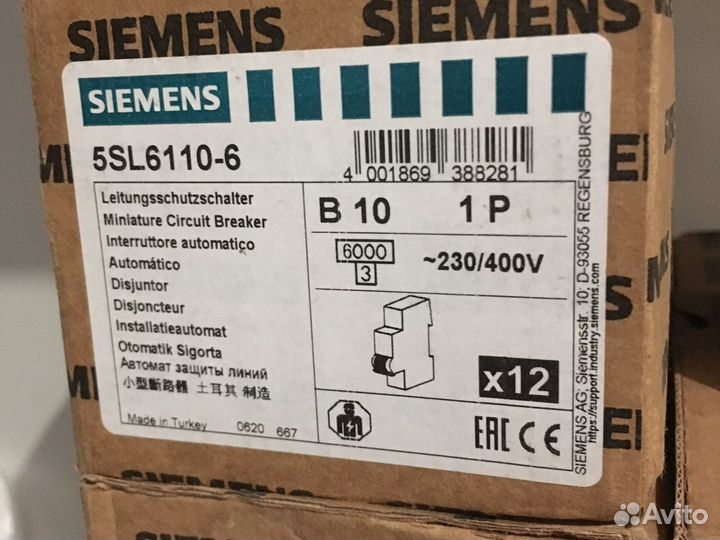 SIEMENS
SIEMENS
SIEMENS
5SL6110-6
4 001869 388281
Leitungsschutzschalter
Miniature Circuit Breaker
Interruttore automatico
Automático
Disjuntor
Disjoncteur
Installatieautomat
Otomatik Sigorta
Автомат защиты линий
小型断路器 土耳其 制造
Made in Turkey 0620 667
B 10 1 P
6000
3
~230/400V
x12
EAC CE
SIEMENS AG; Siemensstr. 10; D-93055 REGENSBURG
https://support.industry.siemens.com
SIEMENS
Avito